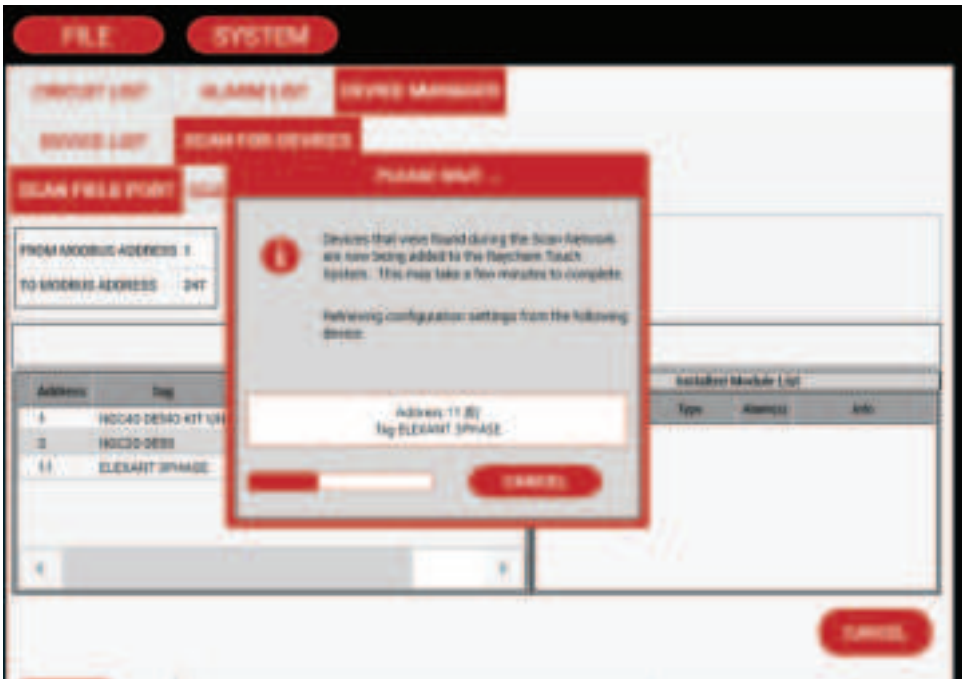 FILE SYSTEM
CIRCUIT LIST ALARM LIST DEVICE MANAGER
DEVICE LIST SCAN FOR DEVICES
SCAN FIELD PORT
PLEASE WAIT ...
Devices that were found during the Scan Network
are now being added to the Raychem Touch
System. This may take a few minutes to complete.
Retrieving configuration settings from the following
device:
FROM MODBUS ADDRESS 1
TO MODBUS ADDRESS 247
Address: 11
Tag: ELEXANT 3PHASE
CANCEL
Address Tag
1 NGC40 DEMO KIT
2
11 ELEXANT 3PHASE
Installed Module List
Type Alarm(s) Info
CANCEL